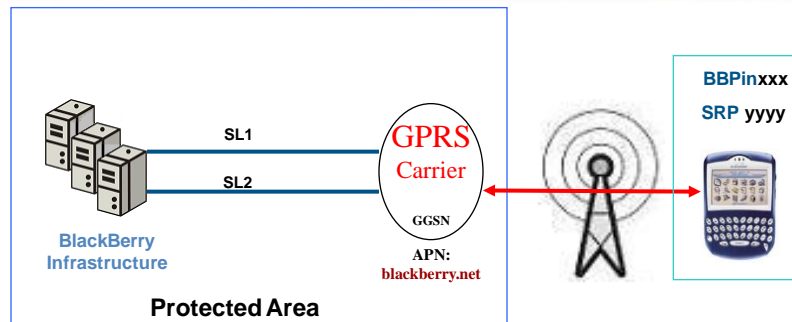 SL1
SL2
BlackBerry
Infrastructure
GPRS
Carrier
GGSN
APN:
blackberry.net
Protected Area
BBPinxxx
SRP yyyy